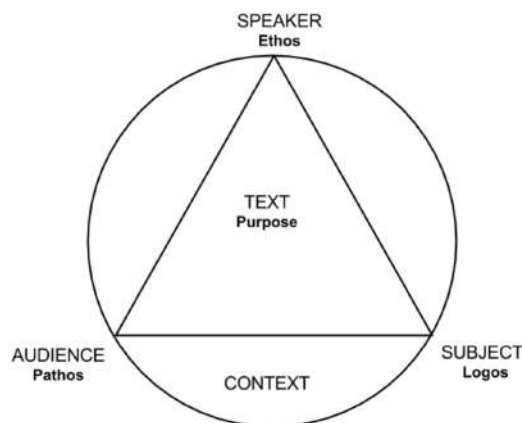 SPEAKER
Ethos
TEXT
Purpose
AUDIENCE
Pathos
SUBJECT
Logos
CONTEXT